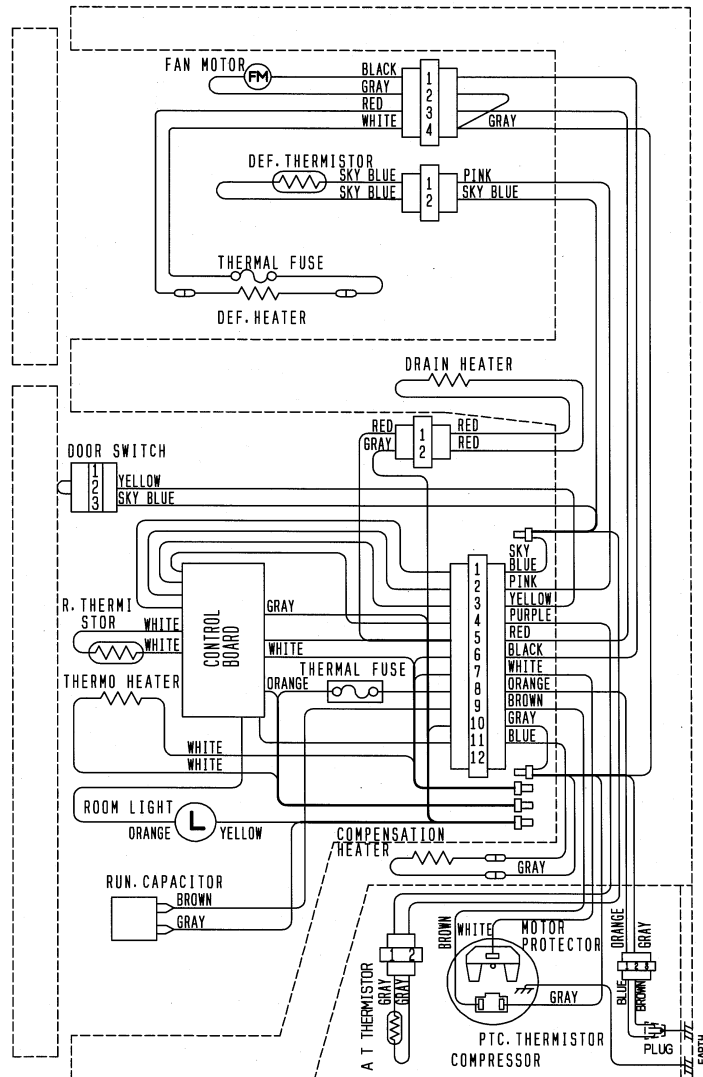 FAN MOTOR
FM
BLACK
GRAY
RED
WHITE
1
2
3
4
GRAY
DEF. THERMISTOR
SKY BLUE
SKY BLUE
1
2
PINK
SKY BLUE
THERMAL FUSE
DEF. HEATER
DRAIN HEATER
RED
GRAY
1
2
RED
RED
DOOR SWITCH
1
2
3
YELLOW
SKY BLUE
SKY
BLUE
PINK
YELLOW
PURPLE
RED
BLACK
WHITE
ORANGE
BROWN
GRAY
BLUE
1
2
3
4
5
6
7
8
9
10
11
12
CONTROL
BOARD
GRAY
WHITE
ORANGE
THERMAL FUSE
R. THERMI
STOR
WHITE
WHITE
THERMO HEATER
WHITE
WHITE
ROOM LIGHT
L
ORANGE
YELLOW
COMPENSATION
HEATER
GRAY
RUN. CAPACITOR
BROWN
GRAY
1 2
A T THERMISTOR
GRAY
GRAY
BROWN
WHITE
MOTOR
PROTECTOR
GRAY
PTC. THERMISTOR
COMPRESSOR
ORANGE
GRAY
BLUE
BROWN
PLUG
EARTH